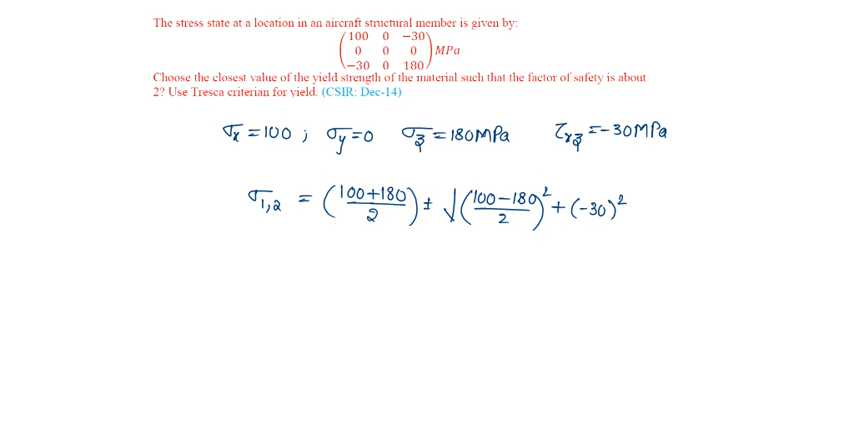 The stress state at a location in an aircraft structural member is given by:
(100 0 −30
0 0 0
−30 0 180) MPa
Choose the closest value of the yield strength of the material such that the factor of safety is about
2? Use Tresca criterian for yield. (CSIR: Dec-14)
σx = 100 ; σy = 0 σz = 180MPa τxz = -30MPa
σ1,2 = ((100+180)/2) ± √((100-180)/2)² + (-30)²